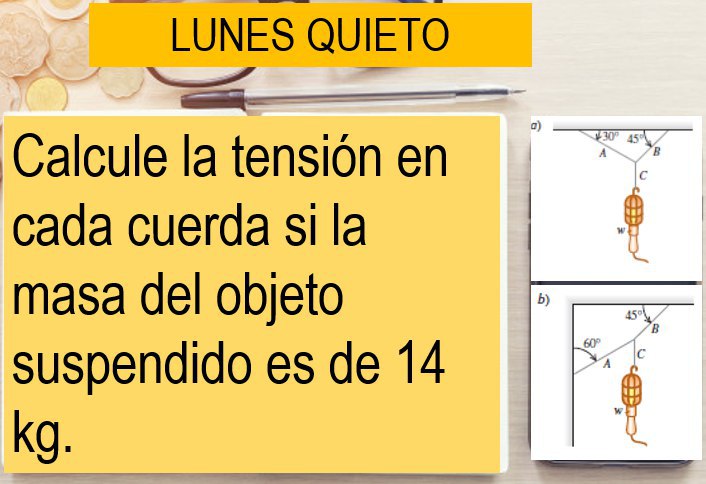 LUNES QUIETO
Calcule la tensión en
cada cuerda si la
masa del objeto
suspendido es de 14
kg.
a)
30° 45°
A B
C
w
b)
45°
B
60°
C
A
w